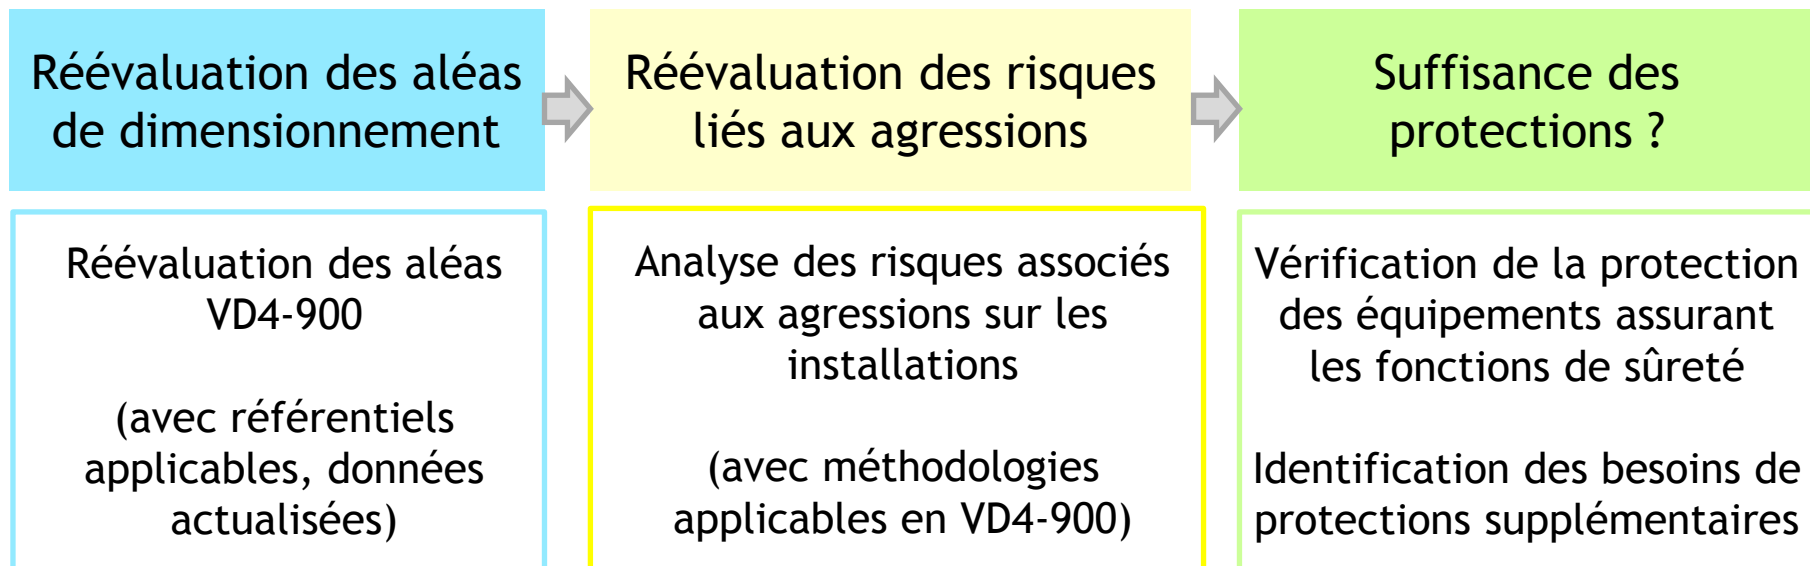 Réévaluation des aléas
de dimensionnement
Réévaluation des risques
liés aux agressions
Suffisance des
protections ?
Réévaluation des aléas
VD4-900
(avec référentiels
applicables, données
actualisées)
Analyse des risques associés
aux agressions sur les
installations
(avec méthodologies
applicables en VD4-900)
Vérification de la protection
des équipements assurant
les fonctions de sûreté
Identification des besoins de
protections supplémentaires